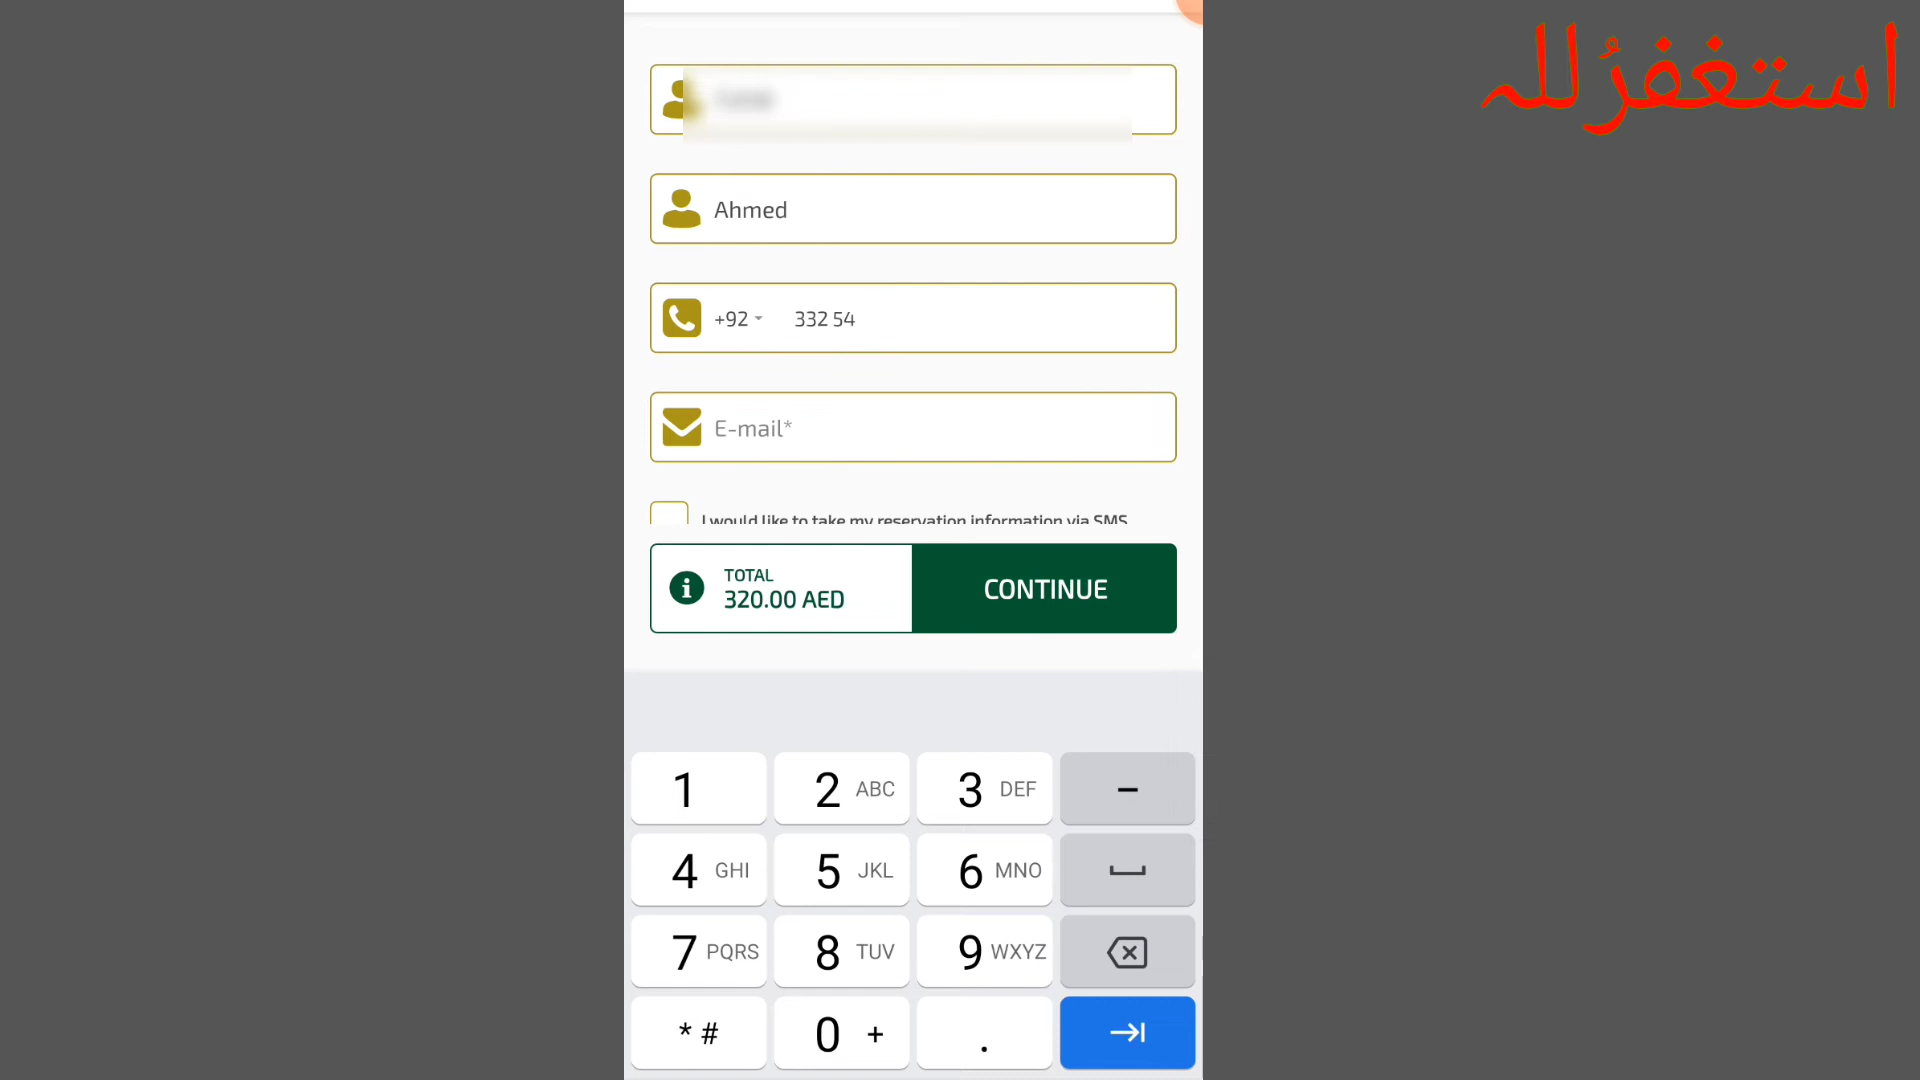 استغفرُللہ
Ahmed
+92 332 54
E-mail*
I would like to take my reservation information via SMS
TOTAL
320.00 AED
CONTINUE
1 2 ABC 3 DEF -
4 GHI 5 JKL 6 MNO
7 PQRS 8 TUV 9 WXYZ
* # 0 + .